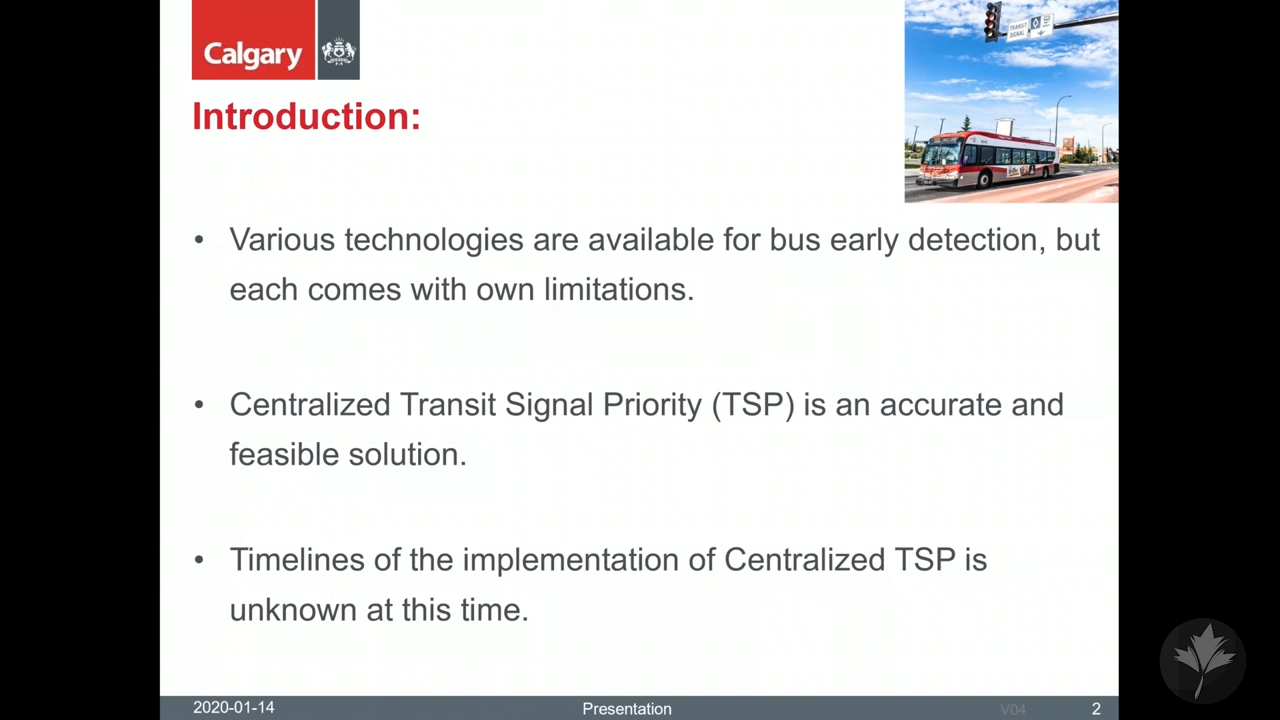 Calgary
TRANSIT
SIGNAL
Introduction:
• Various technologies are available for bus early detection, but
each comes with own limitations.
• Centralized Transit Signal Priority (TSP) is an accurate and
feasible solution.
• Timelines of the implementation of Centralized TSP is
unknown at this time.
2020-01-14
Presentation
V04
2